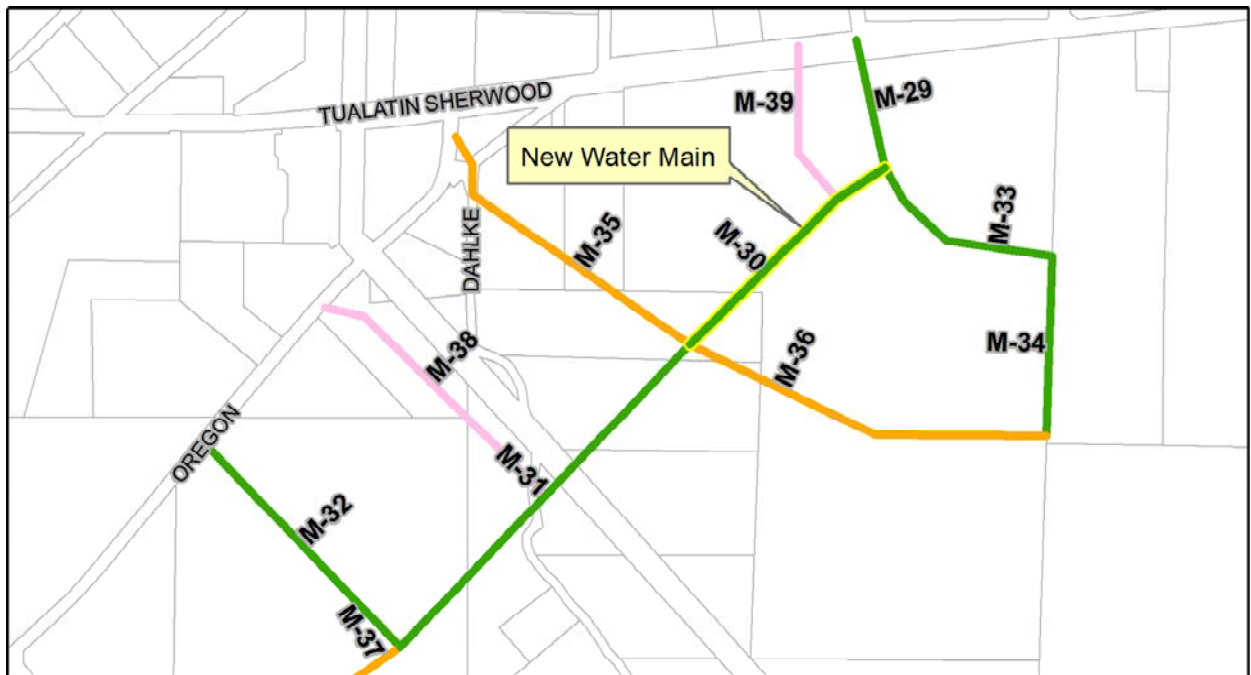 TUALATIN SHERWOOD
M-39
M-29
New Water Main
M-33
M-35
DAHLKE
M-30
M-34
M-38
M-36
OREGON
M-31
M-32
M-37